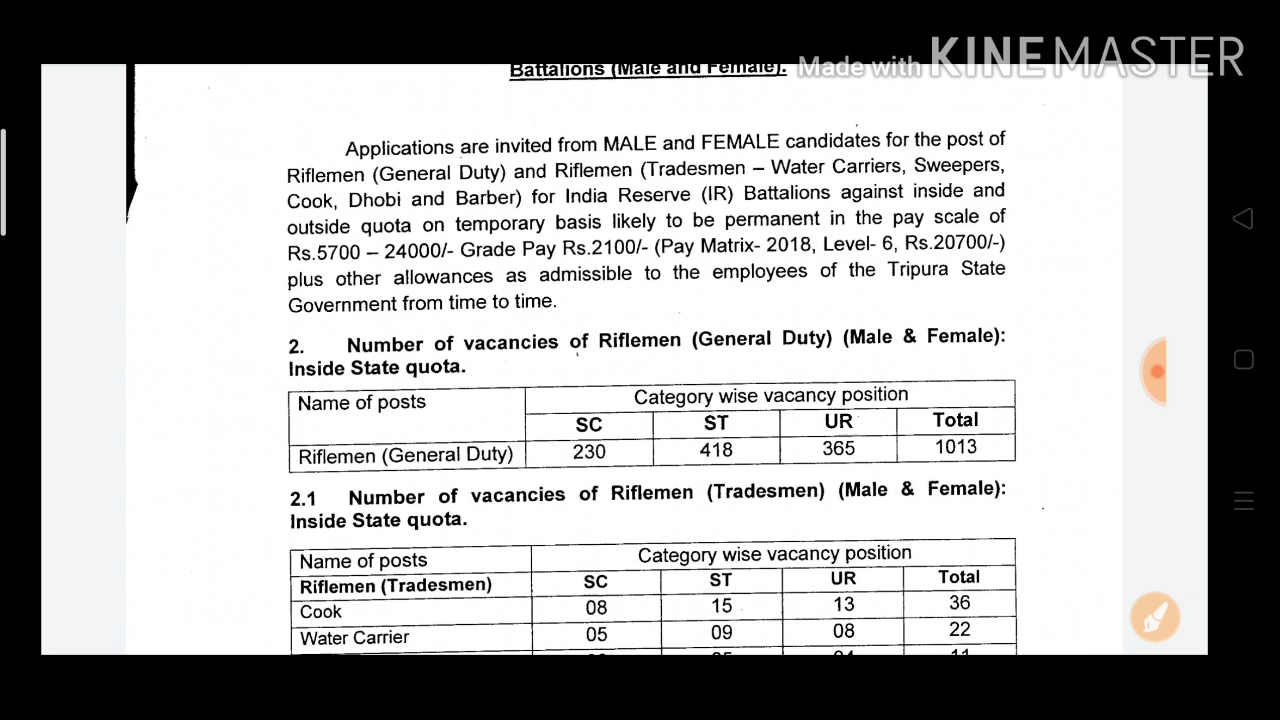 Made with KINEMASTER
Battalions (Male and Female):
Applications are invited from MALE and FEMALE candidates for the post of
Riflemen (General Duty) and Riflemen (Tradesmen – Water Carriers, Sweepers,
Cook, Dhobi and Barber) for India Reserve (IR) Battalions against inside and
outside quota on temporary basis likely to be permanent in the pay scale of
Rs.5700 – 24000/- Grade Pay Rs.2100/- (Pay Matrix- 2018, Level- 6, Rs.20700/-)
plus other allowances as admissible to the employees of the Tripura State
Government from time to time.
2. Number of vacancies of Riflemen (General Duty) (Male & Female):
Inside State quota.
Name of posts Category wise vacancy position
SC ST UR Total
Riflemen (General Duty) 230 418 365 1013
2.1 Number of vacancies of Riflemen (Tradesmen) (Male & Female):
Inside State quota.
Name of posts Category wise vacancy position
Riflemen (Tradesmen) SC ST UR Total
Cook 08 15 13 36
Water Carrier 05 09 08 22